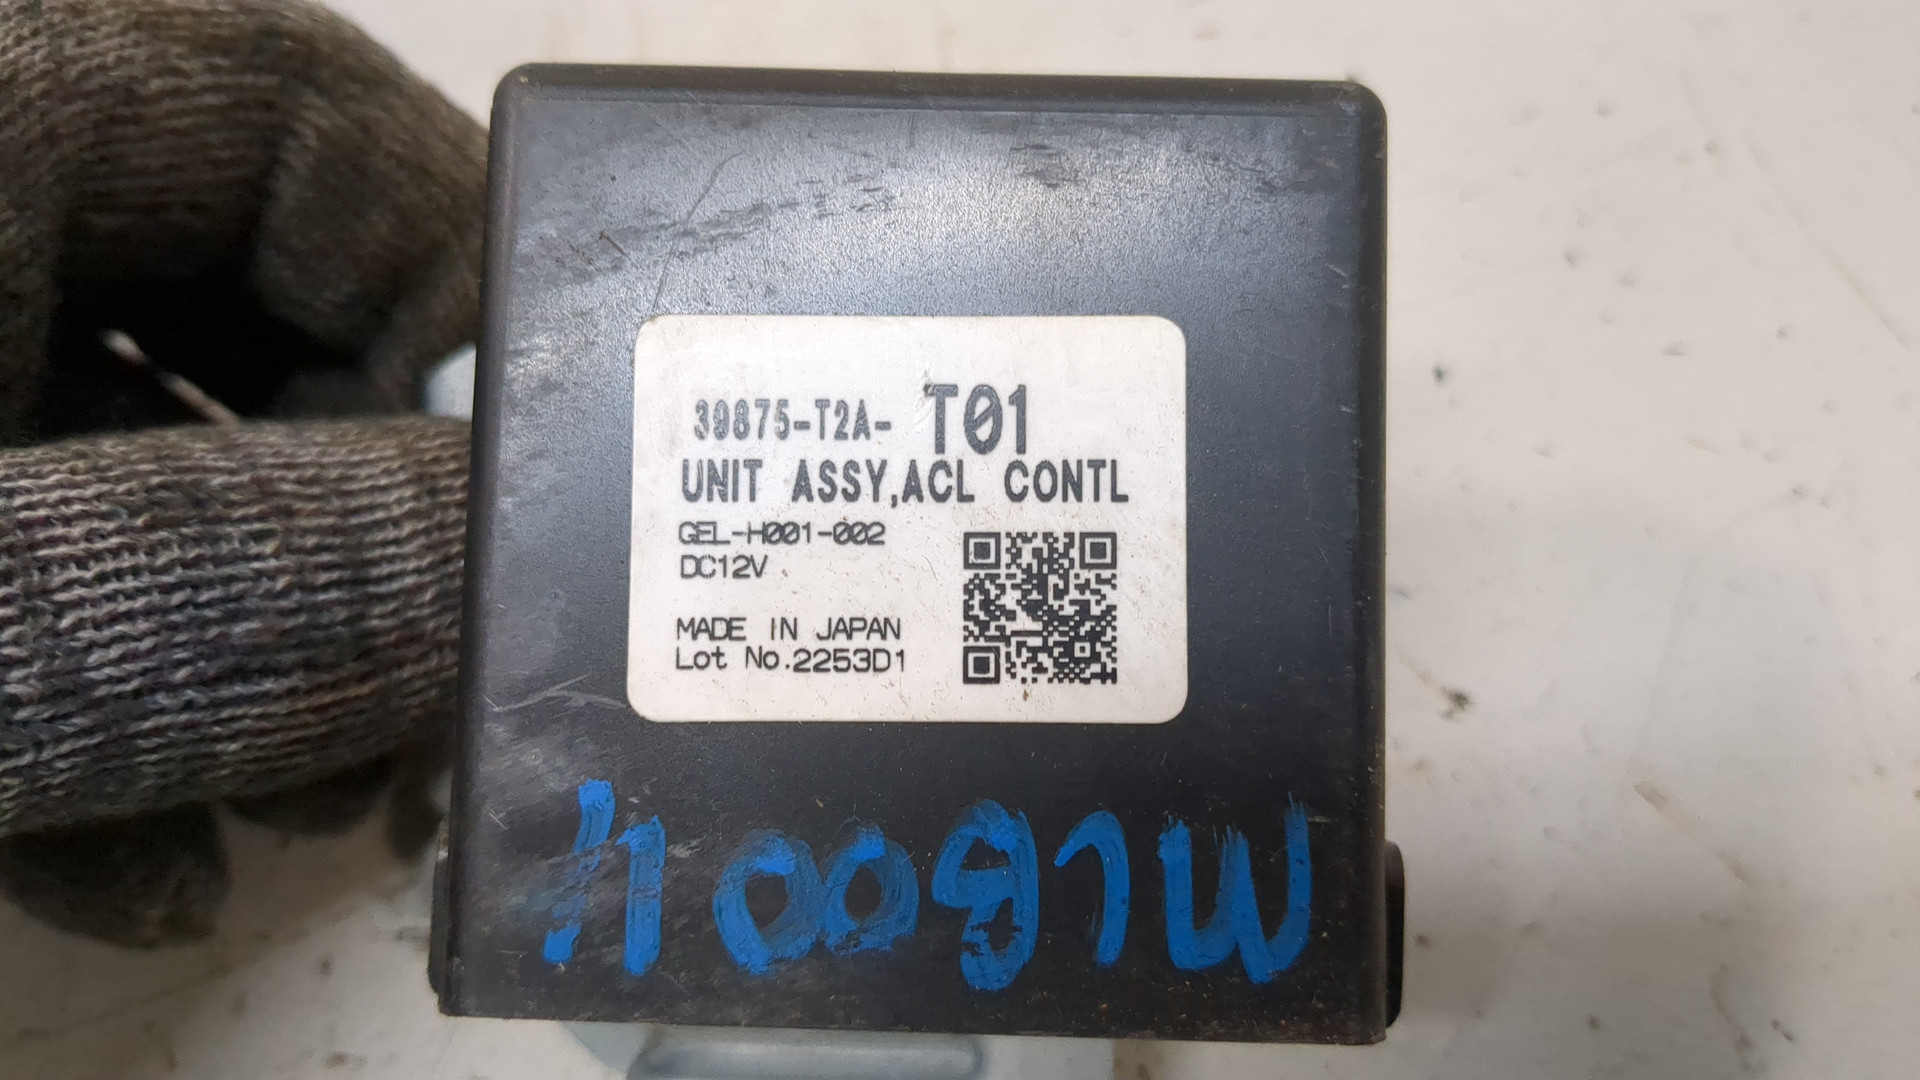 39875-T2A- T01
UNIT ASSY,ACL CONTL
GEL-H001-002
DC12V
MADE IN JAPAN
Lot No.2253D1